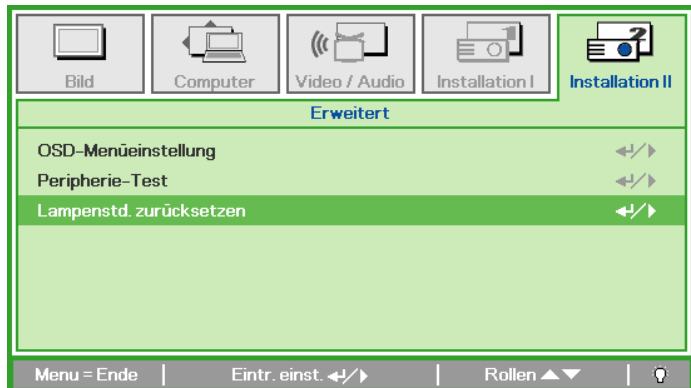 Bild
Computer
Video / Audio
Installation I
Installation II
Erweitert
OSD-Menüeinstellung
Peripherie-Test
Lampenstd. zurücksetzen
Menu = Ende
Eintr. einst.
Rollen